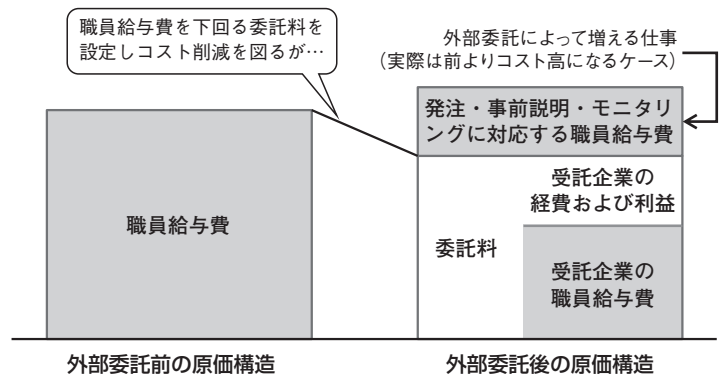 職員給与費を下回る委託料を
設定しコスト削減を図るが…
外部委託によって増える仕事
（実際は前よりコスト高になるケース）
発注・事前説明・モニタリ
ングに対応する職員給与費
職員給与費
受託企業の
経費および利益
委託料
受託企業の
職員給与費
外部委託前の原価構造
外部委託後の原価構造